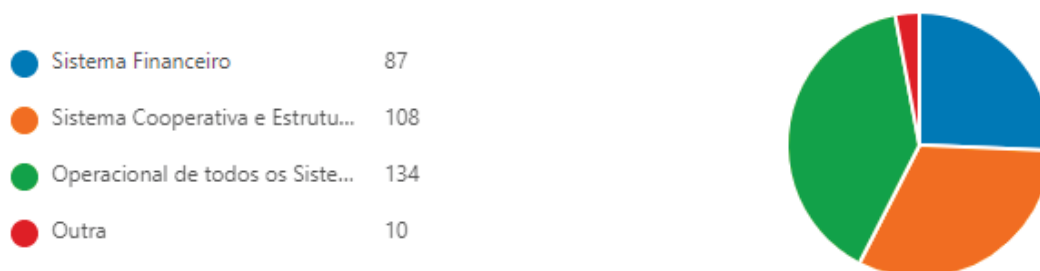 Sistema Financeiro 87
Sistema Cooperativa e Estrutu... 108
Operacional de todos os Siste... 134
Outra 10